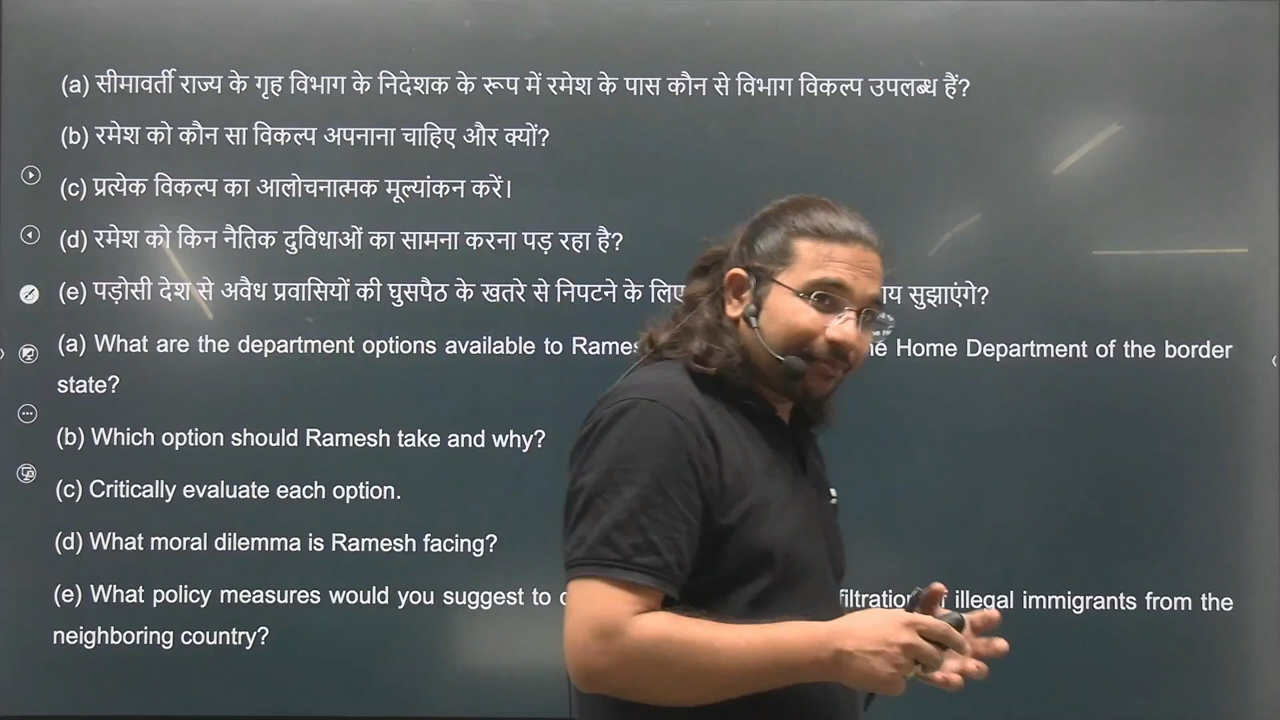 (a) सीमावर्ती राज्य के गृह विभाग के निदेशक के रूप में रमेश के पास कौन से विभाग विकल्प उपलब्ध हैं?
(b) रमेश को कौन सा विकल्प अपनाना चाहिए और क्यों?
(c) प्रत्येक विकल्प का आलोचनात्मक मूल्यांकन करें।
(d) रमेश को किन नैतिक दुविधाओं का सामना करना पड़ रहा है?
(e) पड़ोसी देश से अवैध प्रवासियों की घुसपैठ के खतरे से निपटने के लिए सुझाएंगे?
(a) What are the department options available to Home Department of the border
state?
(b) Which option should Ramesh take and why?
(c) Critically evaluate each option.
(d) What moral dilemma is Ramesh facing?
(e) What policy measures would you suggest to illegal immigrants from the
neighboring country?